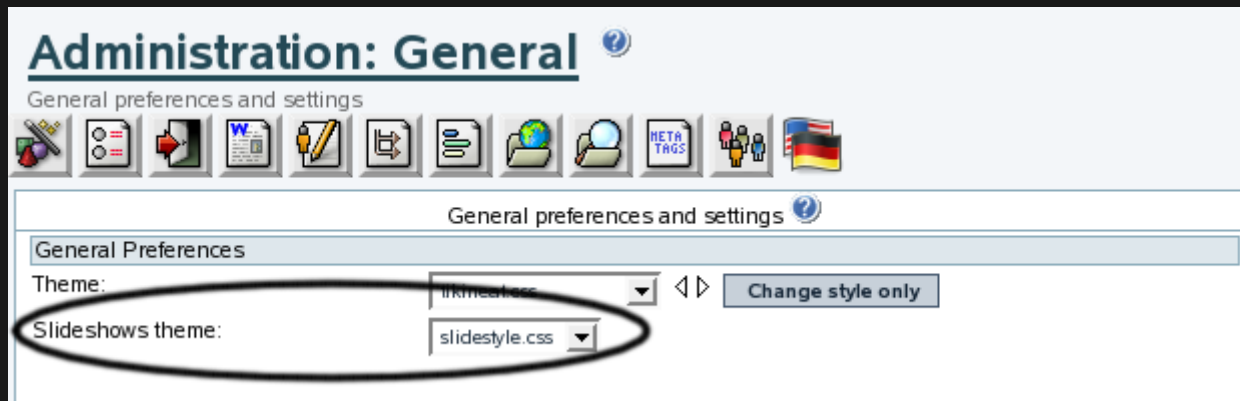 Administration: General ?
General preferences and settings
W
META TAGS
General preferences and settings ?
General Preferences
Theme:
Change style only
Slideshows theme: slidestyle.css